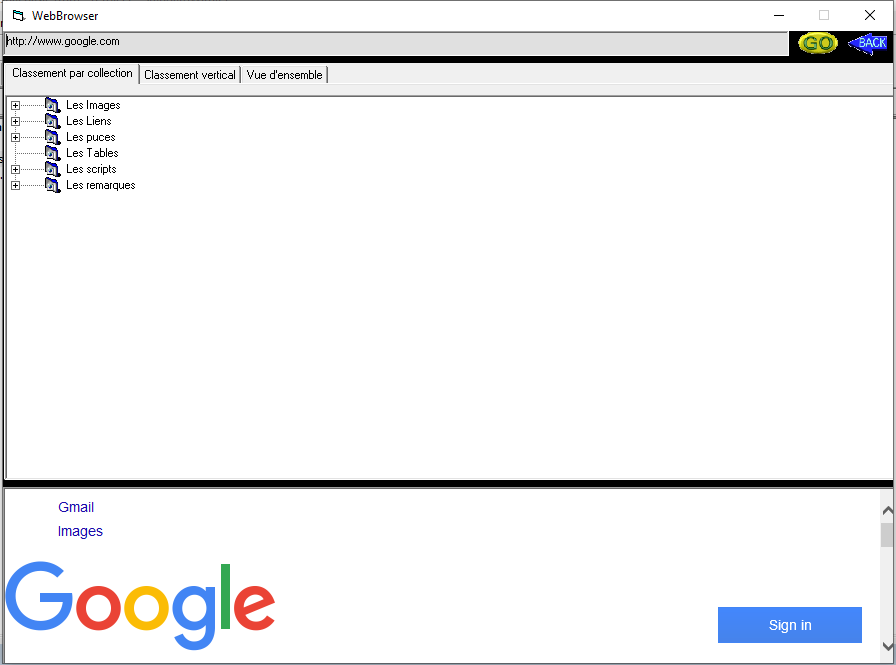 WebBrowser
http://www.google.com GO BACK
Classement par collection Classement vertical Vue d'ensemble
Les Images
Les Liens
Les puces
Les Tables
Les scripts
Les remarques
Gmail
Images
Google
Sign in